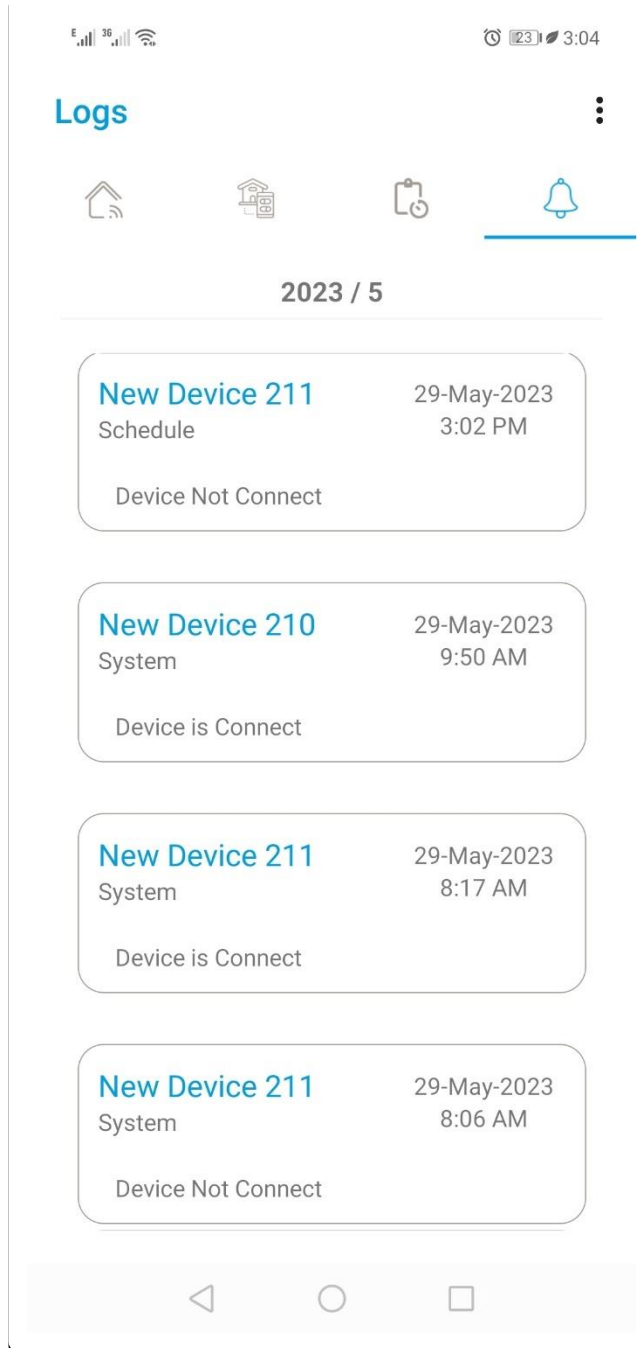 E 3G 23 3:04
Logs
2023 / 5
New Device 211 29-May-2023
Schedule 3:02 PM
Device Not Connect
New Device 210 29-May-2023
System 9:50 AM
Device is Connect
New Device 211 29-May-2023
System 8:17 AM
Device is Connect
New Device 211 29-May-2023
System 8:06 AM
Device Not Connect